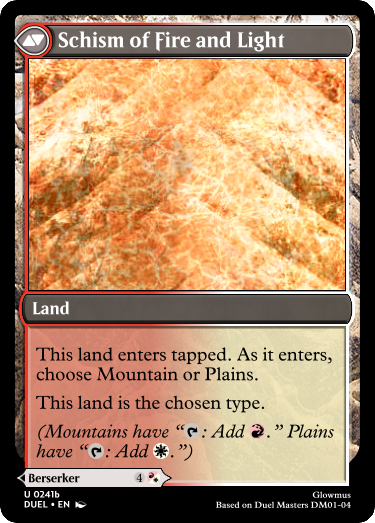 Schism of Fire and Light
Land
This land enters tapped. As it enters,
choose Mountain or Plains.
This land is the chosen type.
(Mountains have “: Add .” Plains
have “: Add .”)
Berserker 4
U 0241b
DUEL • EN
Glowmus
Based on Duel Masters DM01-04